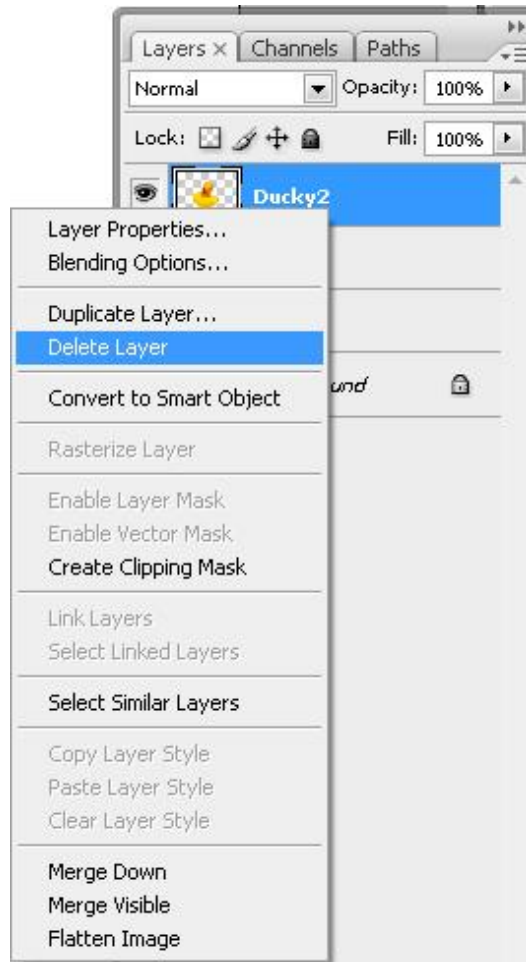 Layers × Channels Paths
Normal Opacity: 100%
Lock: Fill: 100%
Ducky2
Layer Properties...
Blending Options...
Duplicate Layer...
Delete Layer
Convert to Smart Object
und
Rasterize Layer
Enable Layer Mask
Enable Vector Mask
Create Clipping Mask
Link Layers
Select Linked Layers
Select Similar Layers
Copy Layer Style
Paste Layer Style
Clear Layer Style
Merge Down
Merge Visible
Flatten Image